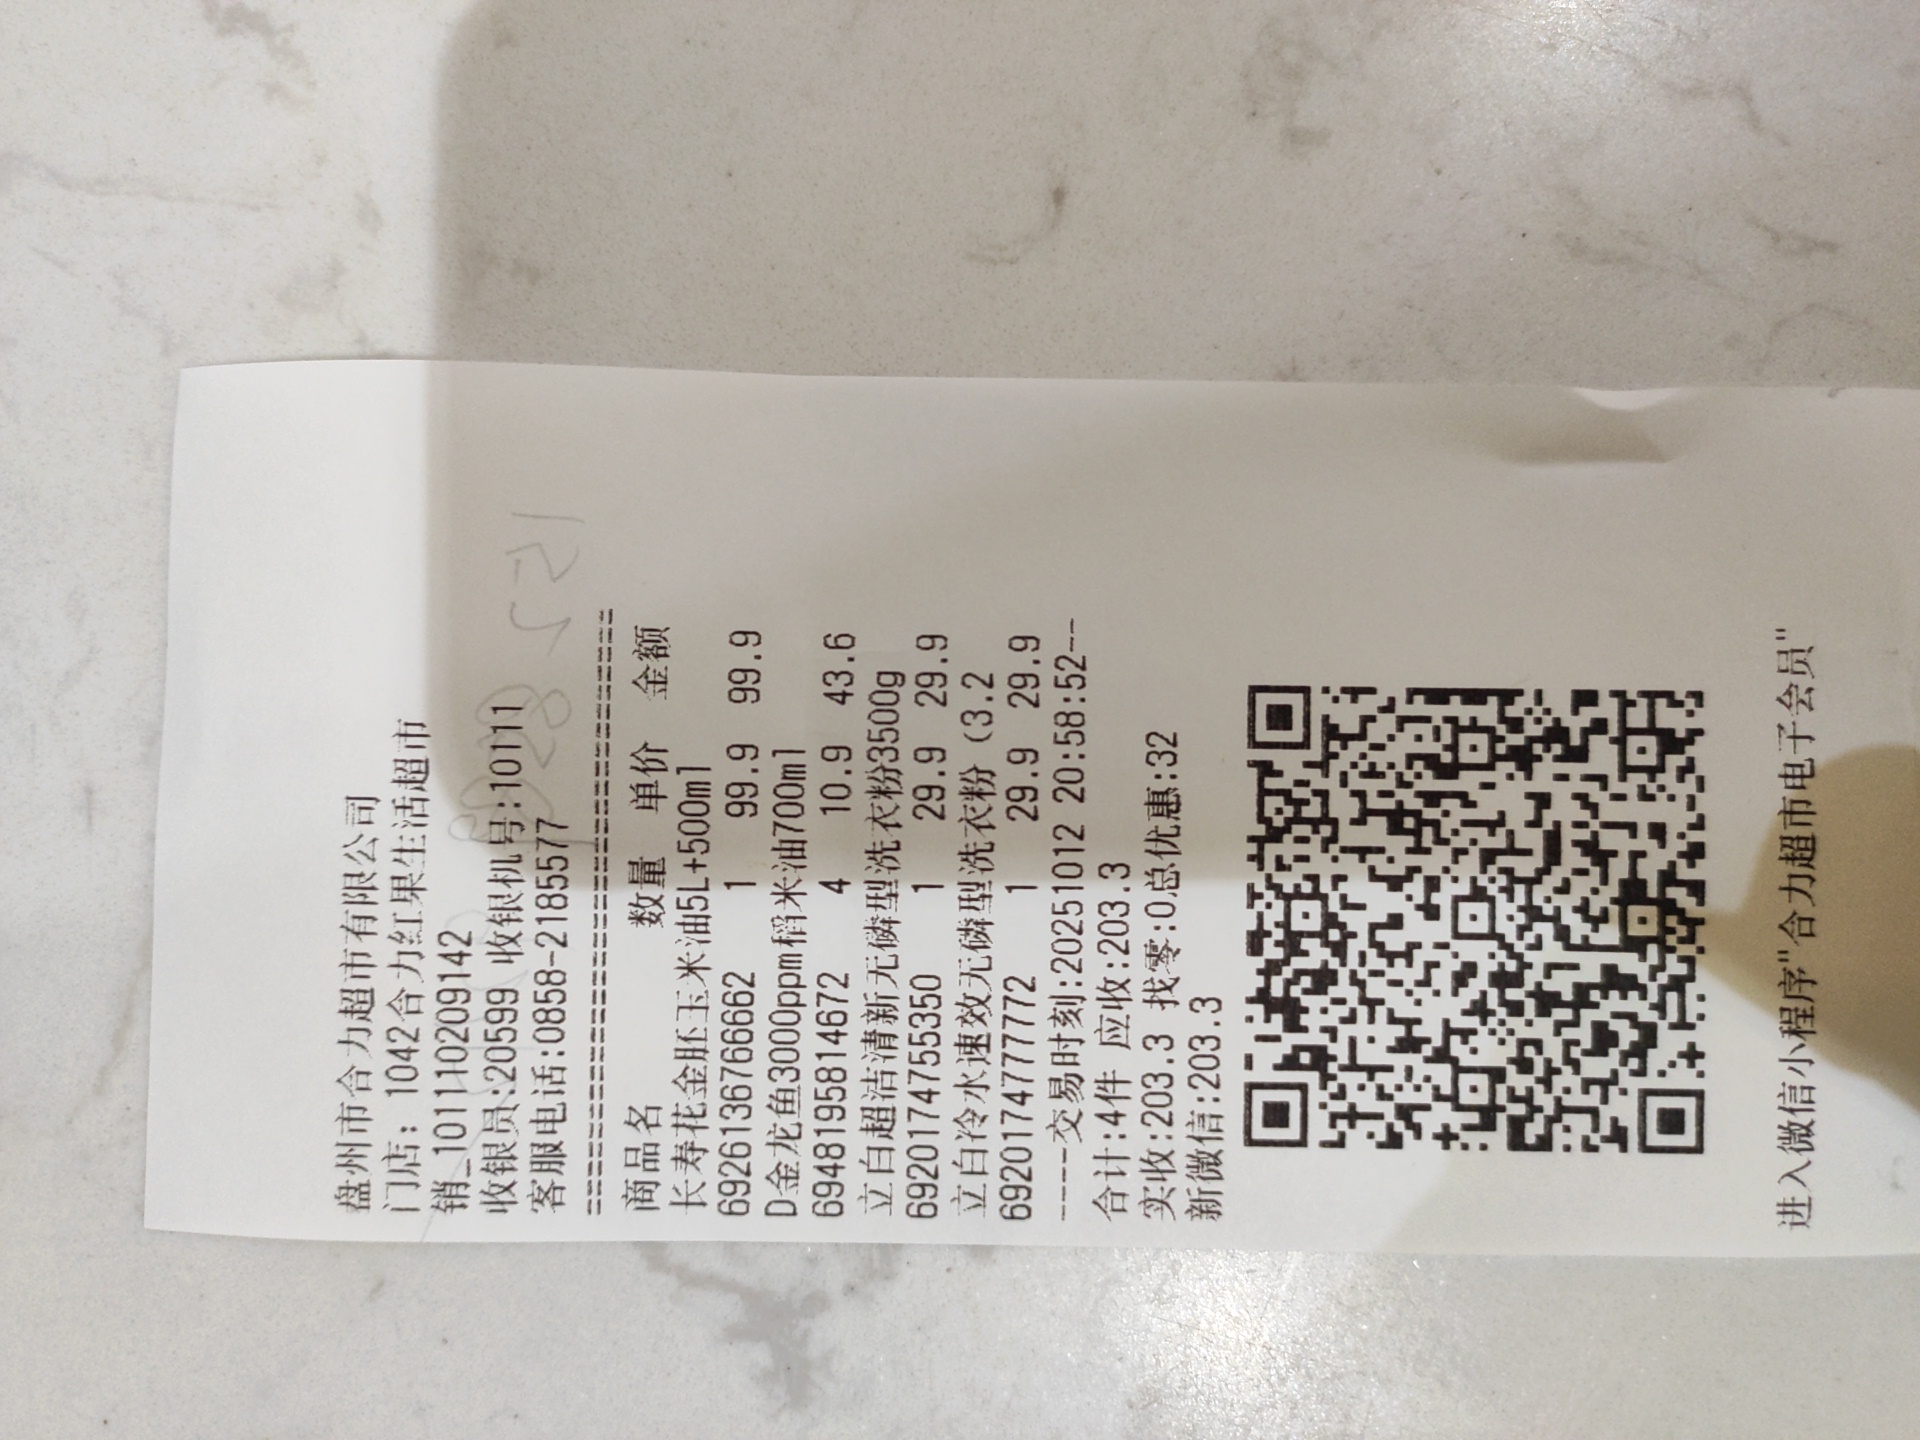 盘州市合力超市有限公司
门店: 1042合力红果生活超市
销_1011110209142
收银员:20599 收银机号:10111
客服电话:0858-2185577
==========================================
商品名 数量 单价 金额
长寿花金胚玉米油5L+500ml
6926136766662 1 99.9 99.9
D金龙鱼3000ppm稻米油700ml
6948195814672 4 10.9 43.6
立白超洁清新无磷型洗衣粉3500g
6920174755350 1 29.9 29.9
立白冷水速效无磷型洗衣粉（3.2
6920174777772 1 29.9 29.9
----交易时刻:20251012 20:58:52--
合计:4件 应收:203.3
实收:203.3 找零:0总优惠:32
新微信:203.3
进入微信小程序"合力超市电子会员"